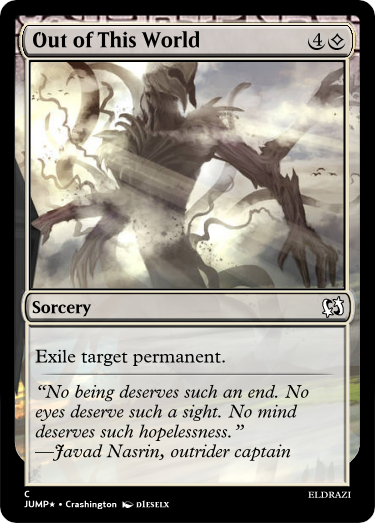 Out of This World 4
Sorcery
Exile target permanent.
“No being deserves such an end. No
eyes deserve such a sight. No mind
deserves such hopelessness.”
—Javad Nasrin, outrider captain
C
JUMP★ • Crashington DIESELX
ELDRAZI